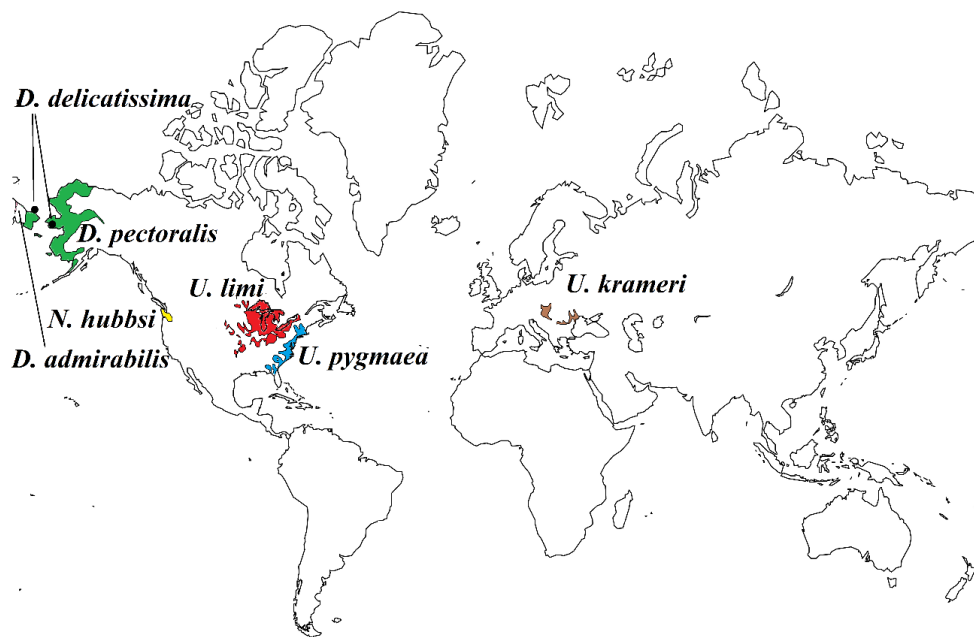 D. delicatissima
D. pectoralis
U. limi
U. krameri
N. hubbsi
D. admirabilis
U. pygmaea